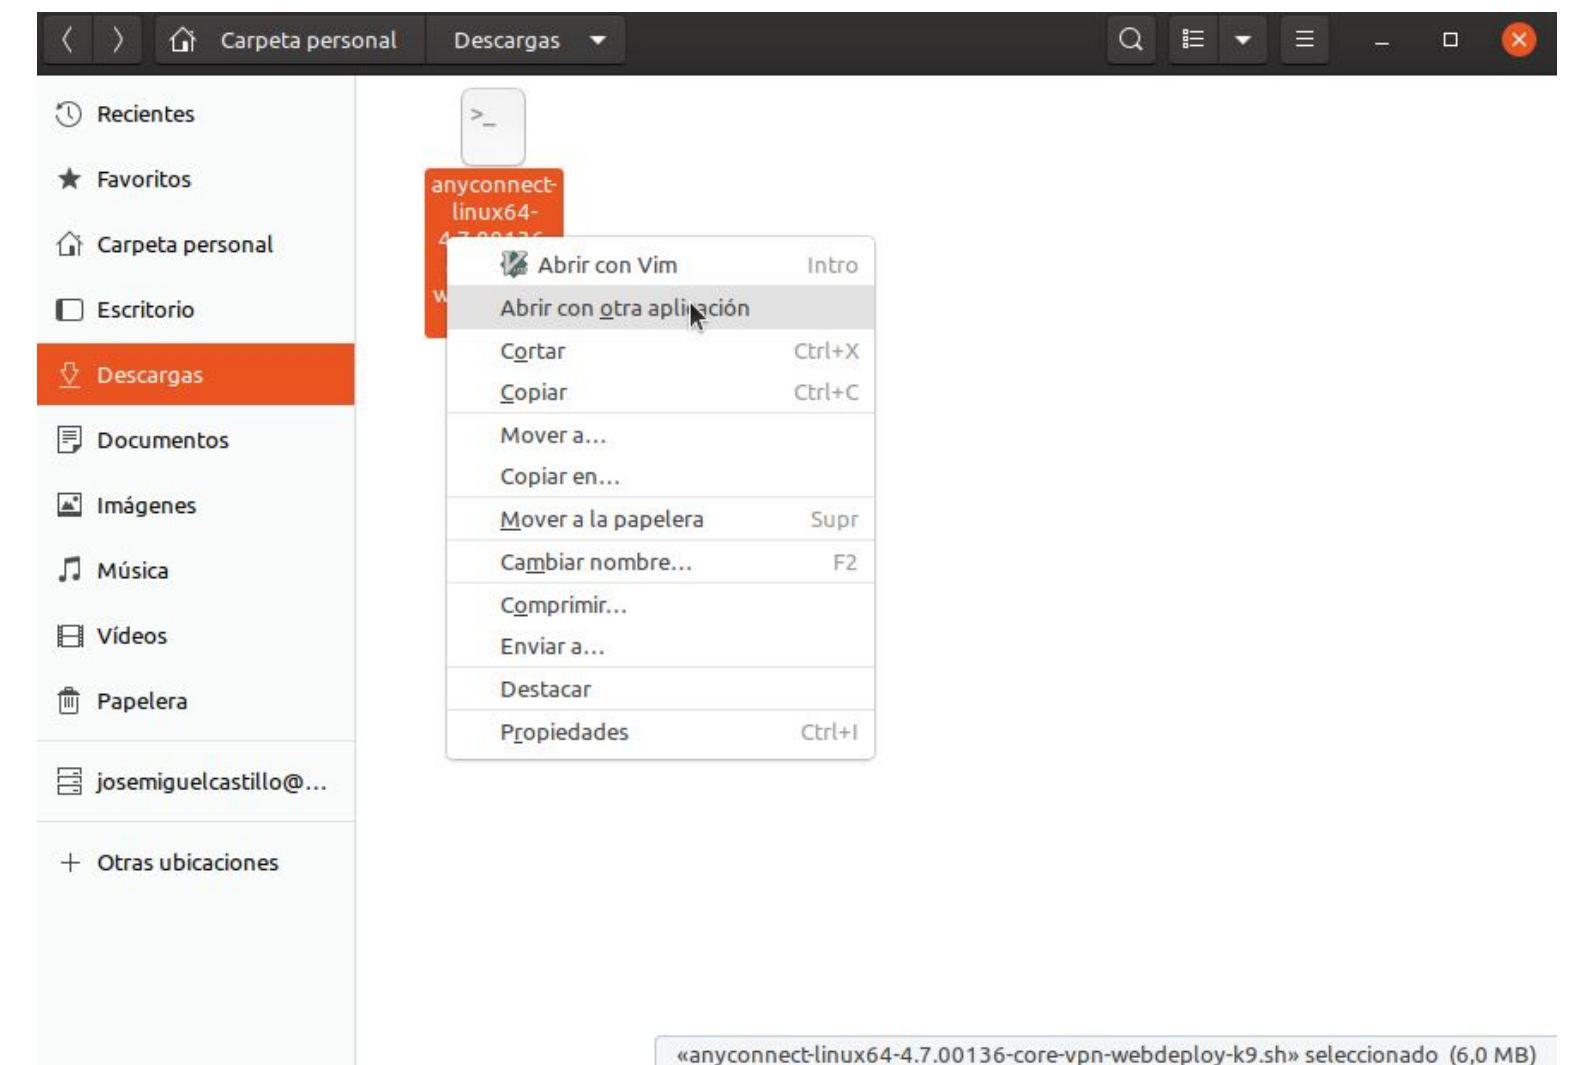 Carpeta personal Descargas
Recientes
Favoritos
Carpeta personal
Escritorio
Descargas
Documentos
Imágenes
Música
Vídeos
Papelera
josemiguelcastillo@...
Otras ubicaciones
>_
anyconnect-
linux64-
4.7.00136
w
Abrir con Vim Intro
Abrir con otra aplicación
Cortar Ctrl+X
Copiar Ctrl+C
Mover a...
Copiar en...
Mover a la papelera Supr
Cambiar nombre... F2
Comprimir...
Enviar a...
Destacar
Propiedades Ctrl+I
«anyconnect-linux64-4.7.00136-core-vpn-webdeploy-k9.sh» seleccionado (6,0 MB)